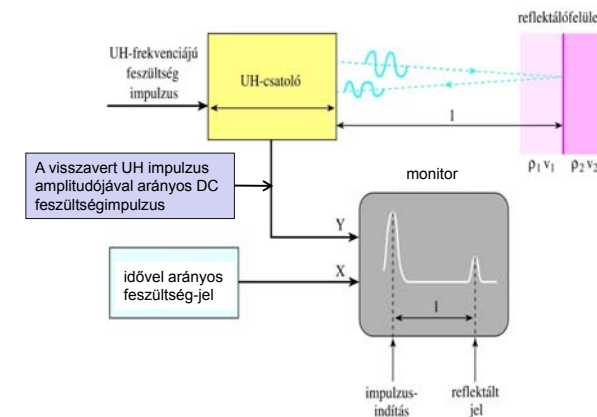 reflektálófelüle
UH-frekvenciájú
feszültség
impulzus
UH-csatoló
l
ρ₁ v₁
ρ₂ v₂
A visszavert UH impulzus
amplitudójával arányos DC
feszültségimpulzus
monitor
Y
X
idővel arányos
feszültség-jel
l
impulzus-
indítás
reflektált
jel